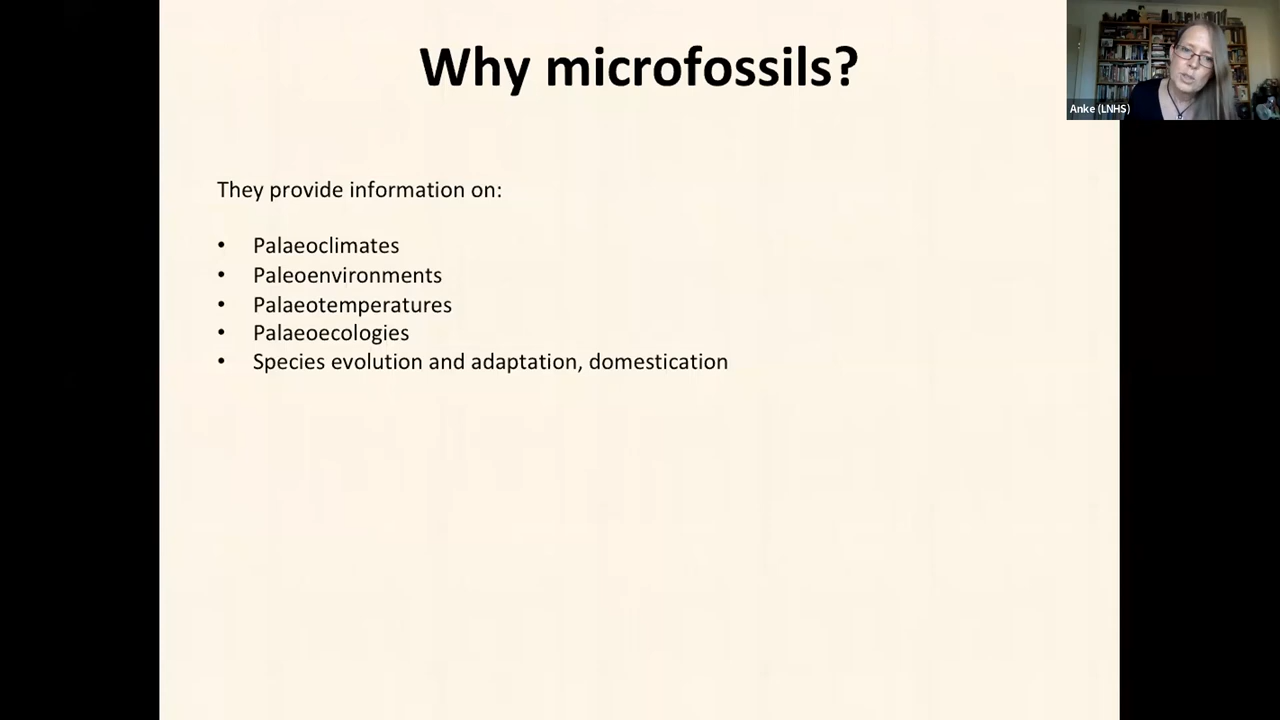 Why microfossils?
Anke (LNHS)
They provide information on:
• Palaeoclimates
• Paleoenvironments
• Palaeotemperatures
• Palaeoecologies
• Species evolution and adaptation, domestication